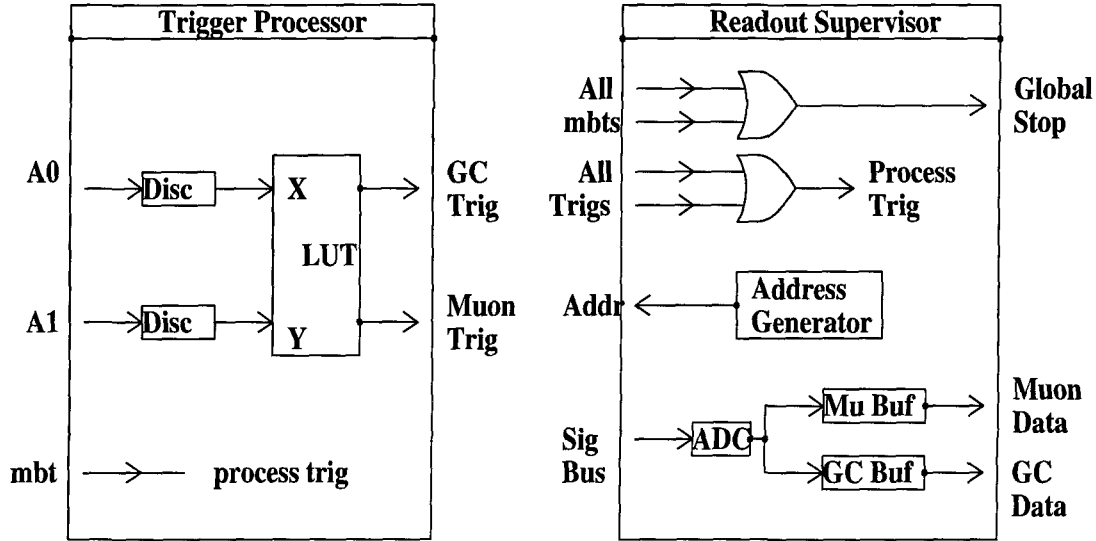 Trigger Processor
A0
Disc
X
GC
Trig
LUT
A1
Disc
Y
Muon
Trig
mbt
process trig
Readout Supervisor
All
mbts
Global
Stop
All
Trigs
Process
Trig
Addr
Address
Generator
Sig
Bus
ADC
Mu Buf
Muon
Data
GC Buf
GC
Data